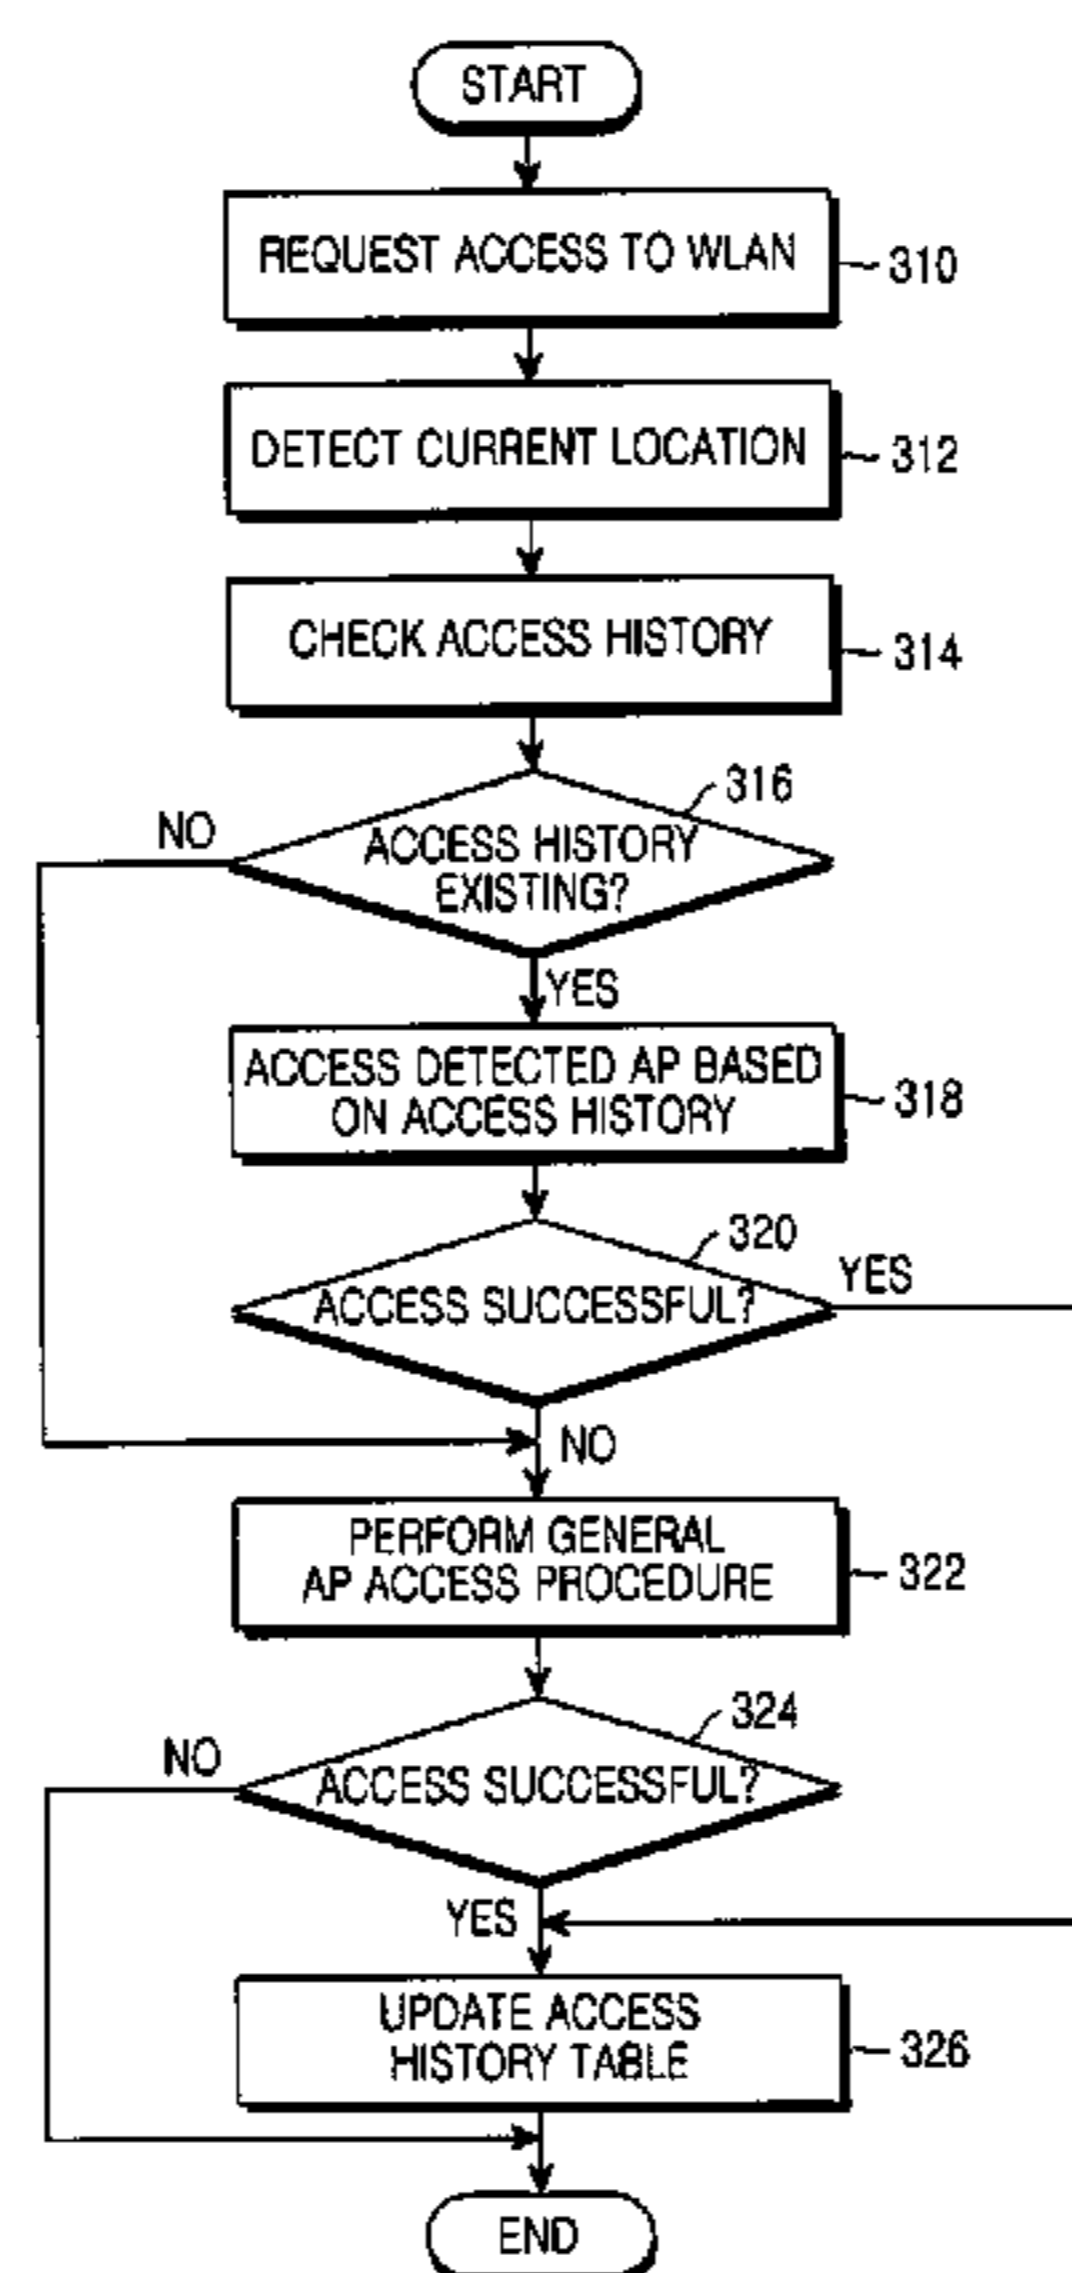 START
REQUEST ACCESS TO WLAN
310
DETECT CURRENT LOCATION
312
CHECK ACCESS HISTORY
314
316
NO
ACCESS HISTORY
EXISTING?
YES
ACCESS DETECTED AP BASED
ON ACCESS HISTORY
318
320
YES
ACCESS SUCCESSFUL?
NO
PERFORM GENERAL
AP ACCESS PROCEDURE
322
324
NO
ACCESS SUCCESSFUL?
YES
UPDATE ACCESS
HISTORY TABLE
326
END